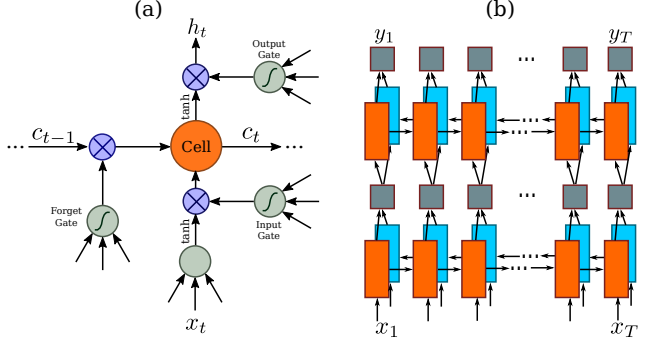 (a)
h_t
Output
Gate
tanh
c_{t-1}
Cell
c_t
... ...
Forget
Gate
tanh
Input
Gate
x_t
(b)
y_1
y_T
...
...
...
...
x_1
x_T